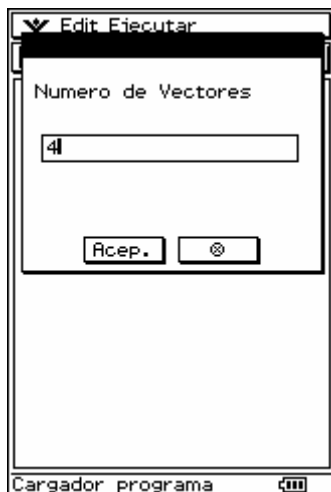 Edit Ejecutar
Numero de Vectores
4
Acep.
Cargador programa